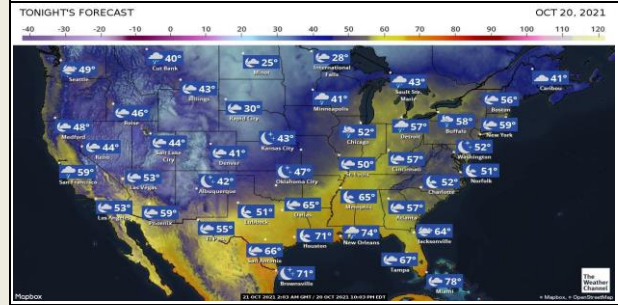 TONIGHT'S FORECAST
OCT 20, 2021
-40 -30 -20 -10 0 10 20 30 40 50 60 70 80 90 100 110 120
49°
Seattle
40°
Cut Bank
25°
Minot
28°
International
Falls
41°
Caribou
43°
Billings
43°
Sault Ste.
Marie
46°
Boise
30°
Rapid City
41°
Minneapolis
56°
Boston
48°
Medford
44°
Reno
44°
Salt Lake
City
41°
Denver
43°
Kansas City
52°
Chicago
57°
Detroit
58°
Buffalo
59°
New York
52°
Washington
59°
San Francisco
53°
Las Vegas
42°
Albuquerque
47°
Oklahoma City
50°
St. Louis
57°
Cincinnati
51°
Norfolk
52°
Charlotte
53°
Los Angeles
59°
Phoenix
51°
Lubbock
65°
Dallas
65°
Memphis
57°
Atlanta
55°
El Paso
66°
San Antonio
71°
Houston
74°
New Orleans
64°
Jacksonville
71°
Brownsville
67°
Tampa
78°
Miami
The
Weather
Channel
Mapbox
21 OCT 2021 2:03 AM GMT / 20 OCT 2021 10:03 PM EDT
© Mapbox, © OpenStreetMap